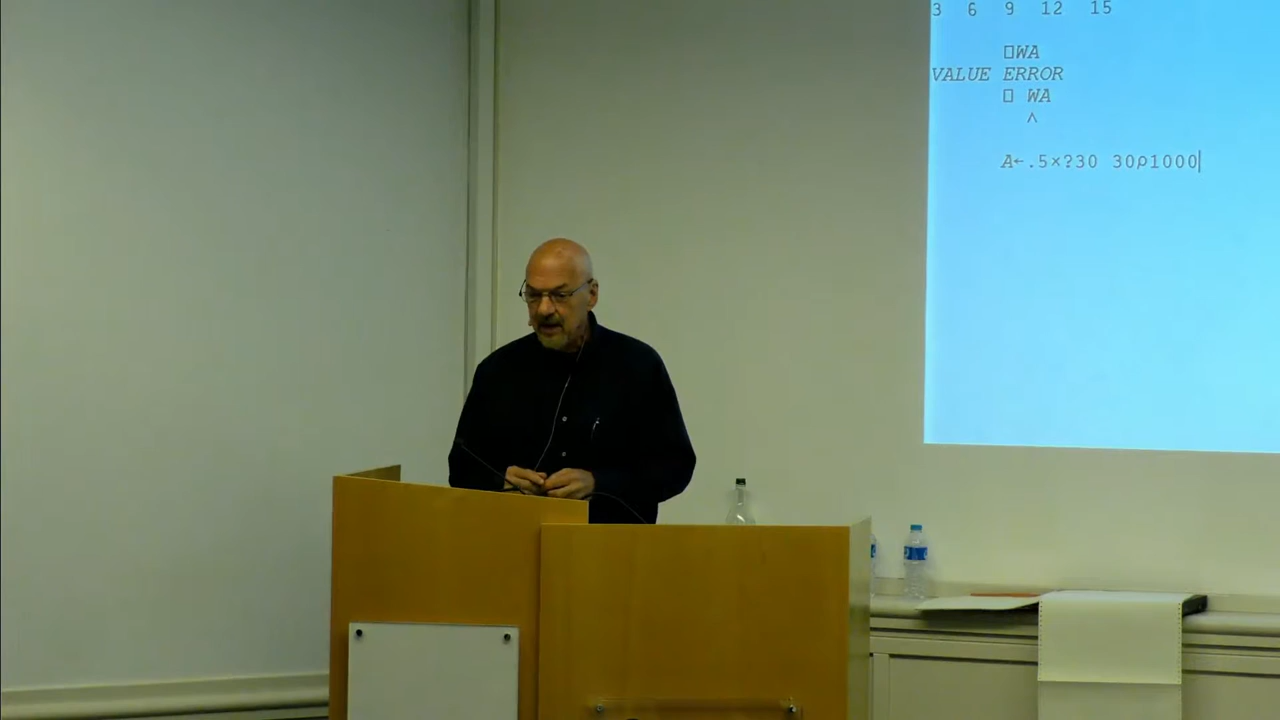 3 6 9 12 15
⎕WA
VALUE ERROR
⎕ WA
^
A←.5×?30 30⍴1000